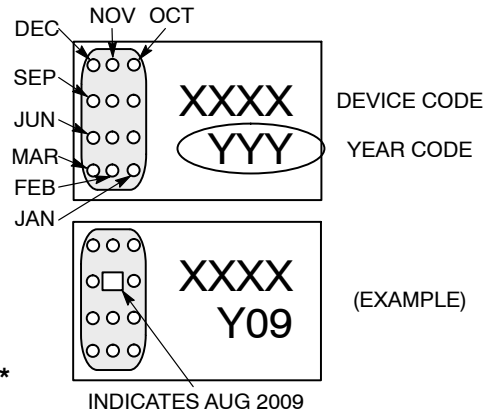 DEC NOV OCT
SEP
JUN
MAR
FEB
JAN
XXXX DEVICE CODE
YYY YEAR CODE
XXXX
Y09
(EXAMPLE)
*
INDICATES AUG 2009